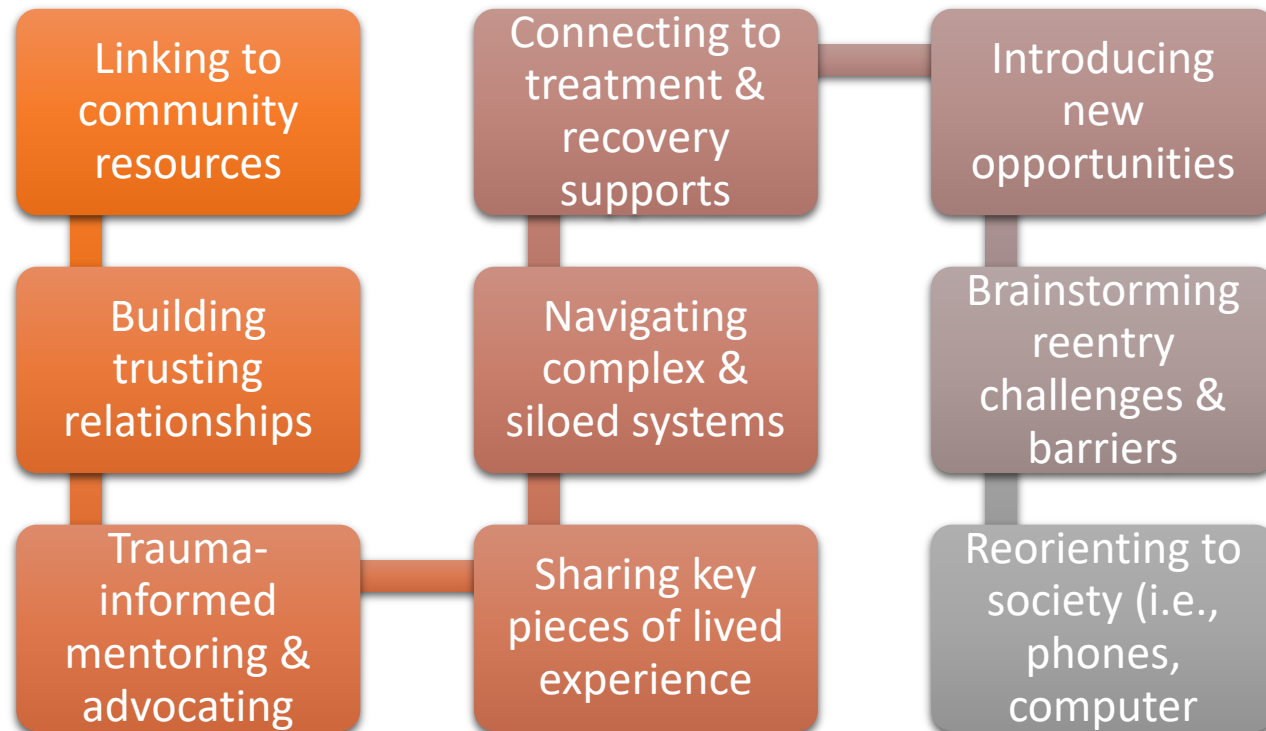 Linking to
community
resources
Building
trusting
relationships
Trauma-
informed
mentoring &
advocating
Sharing key
pieces of lived
experience
Navigating
complex &
siloed systems
Connecting to
treatment &
recovery
supports
Introducing
new
opportunities
Brainstorming
reentry
challenges &
barriers
Reorienting to
society (i.e.,
phones,
computer